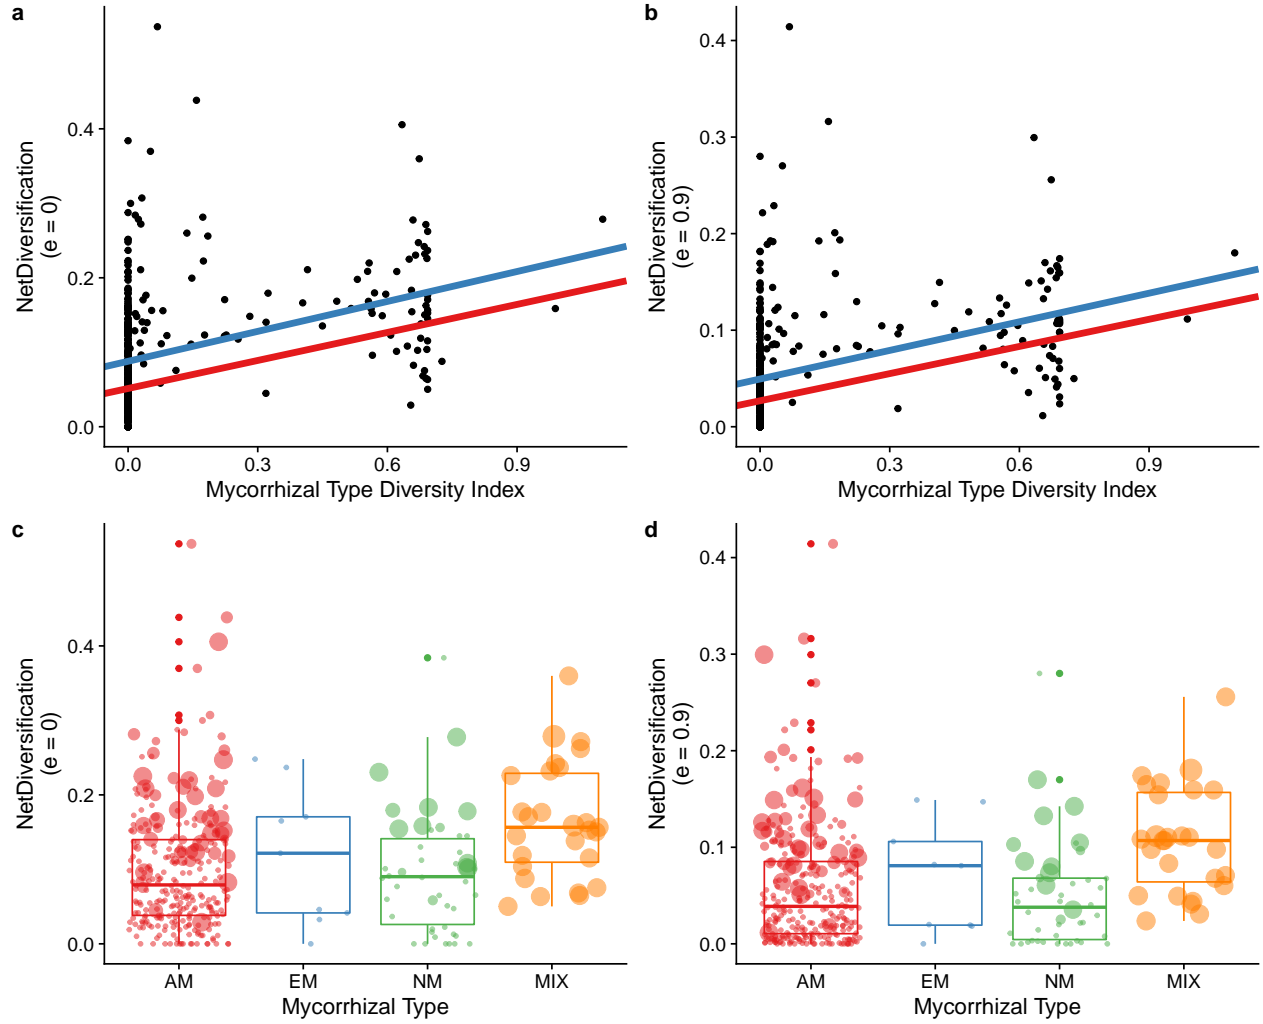 a
NetDiversification
(e = 0)
0.4
0.2
0.0
0.0 0.3 0.6 0.9
Mycorrhizal Type Diversity Index
b
NetDiversification
(e = 0.9)
0.4
0.3
0.2
0.1
0.0
0.0 0.3 0.6 0.9
Mycorrhizal Type Diversity Index
c
NetDiversification
(e = 0)
0.4
0.2
0.0
AM EM NM MIX
Mycorrhizal Type
d
NetDiversification
(e = 0.9)
0.4
0.3
0.2
0.1
0.0
AM EM NM MIX
Mycorrhizal Type